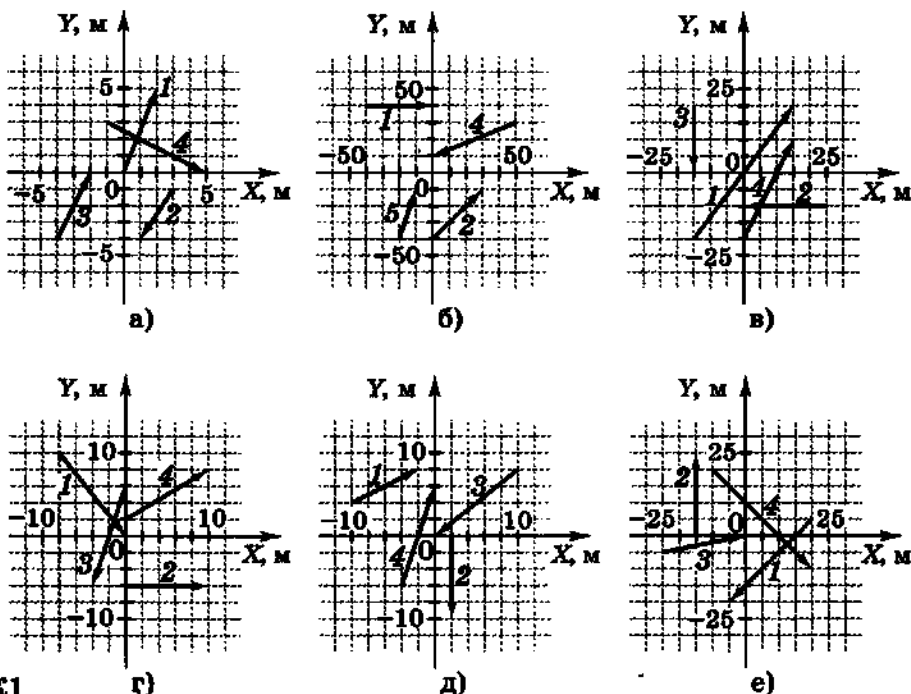 Y, м Y, м Y, м
5 1 50 25
4 1 4 3
-5 0 5 X, м -50 0 50 X, м -25 0 25 X, м
3 2 5 2 1 4 2
-5 -50 -25
а) б) в)
Y, м Y, м Y, м
10 10 25
1 4 1 3 2 4
-10 0 10 X, м -10 0 10 X, м -25 0 25 X, м
3 2 4 2 3 1
-10 -10 -25
г) д) е)